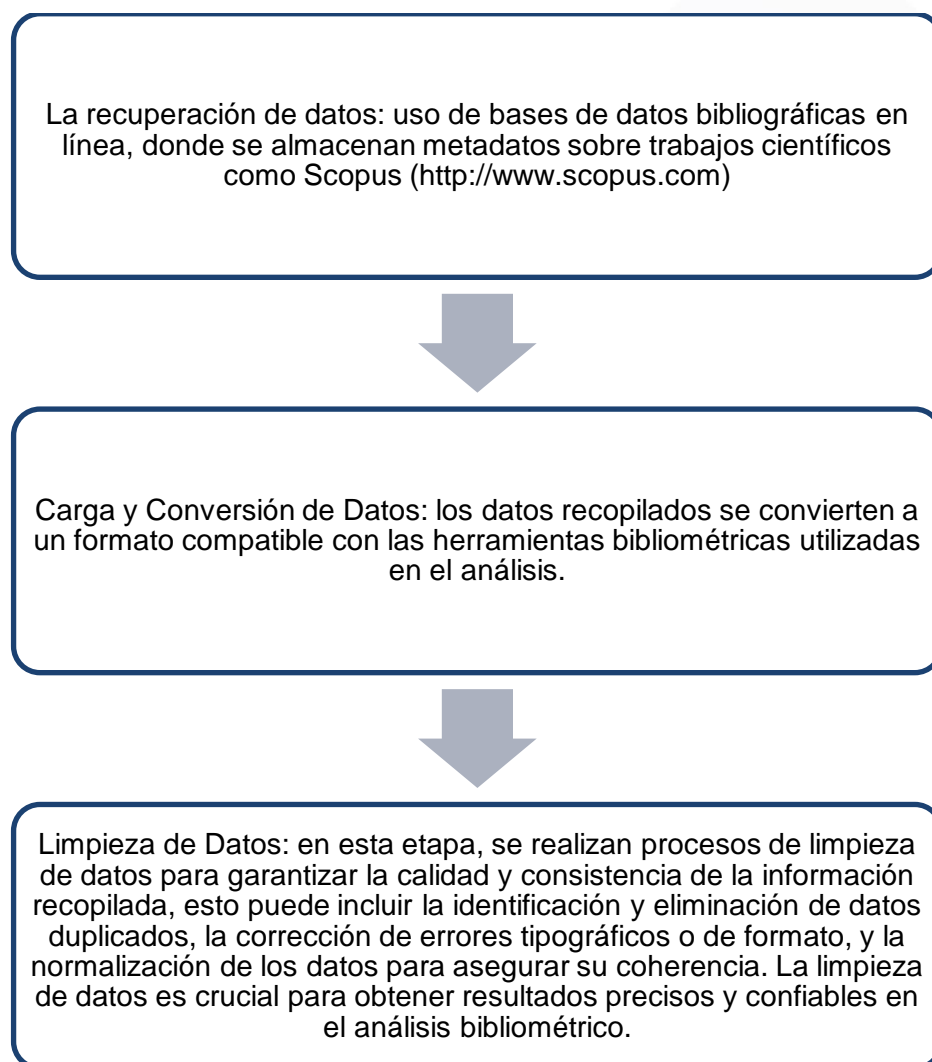 La recuperación de datos: uso de bases de datos bibliográficas en
línea, donde se almacenan metadatos sobre trabajos científicos
como Scopus (http://www.scopus.com)
Carga y Conversión de Datos: los datos recopilados se convierten a
un formato compatible con las herramientas bibliométricas utilizadas
en el análisis.
Limpieza de Datos: en esta etapa, se realizan procesos de limpieza
de datos para garantizar la calidad y consistencia de la información
recopilada, esto puede incluir la identificación y eliminación de datos
duplicados, la corrección de errores tipográficos o de formato, y la
normalización de los datos para asegurar su coherencia. La limpieza
de datos es crucial para obtener resultados precisos y confiables en
el análisis bibliométrico.